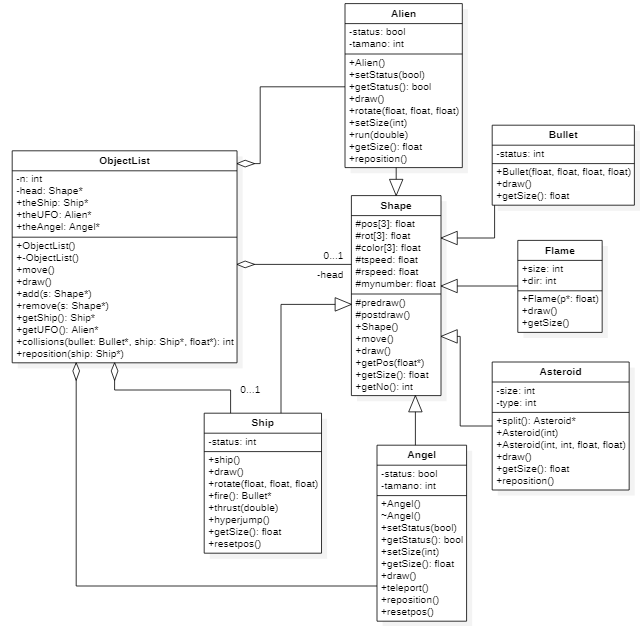 Alien
-status: bool
-tamano: int
+Alien()
+setStatus(bool)
+getStatus(): bool
+draw()
+rotate(float, float, float)
+setSize(int)
+run(double)
+getSize(): float
+reposition()
Bullet
-status: int
+Bullet(float, float, float, float)
+draw()
+getSize(): float
ObjectList
-n: int
-head: Shape*
+theShip: Ship*
+theUFO: Alien*
+theAngel: Angel*
+ObjectList()
+-ObjectList()
+move()
+draw()
+add(s: Shape*)
+remove(s: Shape*)
+getShip(): Ship*
+getUFO(): Alien*
+collisions(bullet: Bullet*, ship: Ship*, float*): int
+reposition(ship: Ship*)
0...1
-head
Shape
#pos[3]: float
#rot[3]: float
#color[3]: float
#tspeed: float
#rspeed: float
#mynumber: float
#predraw()
#postdraw()
+Shape()
+move()
+draw()
+getPos(float*)
+getSize(): float
+getNo(): int
Flame
+size: int
+dir: int
+Flame(p*: float)
+draw()
+getSize()
Asteroid
-size: int
-type: int
+split(): Asteroid*
+Asteroid(int)
+Asteroid(int, int, float, float)
+draw()
+getSize(): float
+reposition()
0...1
Ship
-status: int
+ship()
+draw()
+rotate(float, float, float)
+fire(): Bullet*
+thrust(double)
+hyperjump()
+getSize(): float
+resetpos()
Angel
-status: bool
-tamano: int
+Angel()
~Angel()
+setStatus(bool)
+getStatus(): bool
+setSize(int)
+getSize(): float
+draw()
+teleport()
+reposition()
+resetpos()